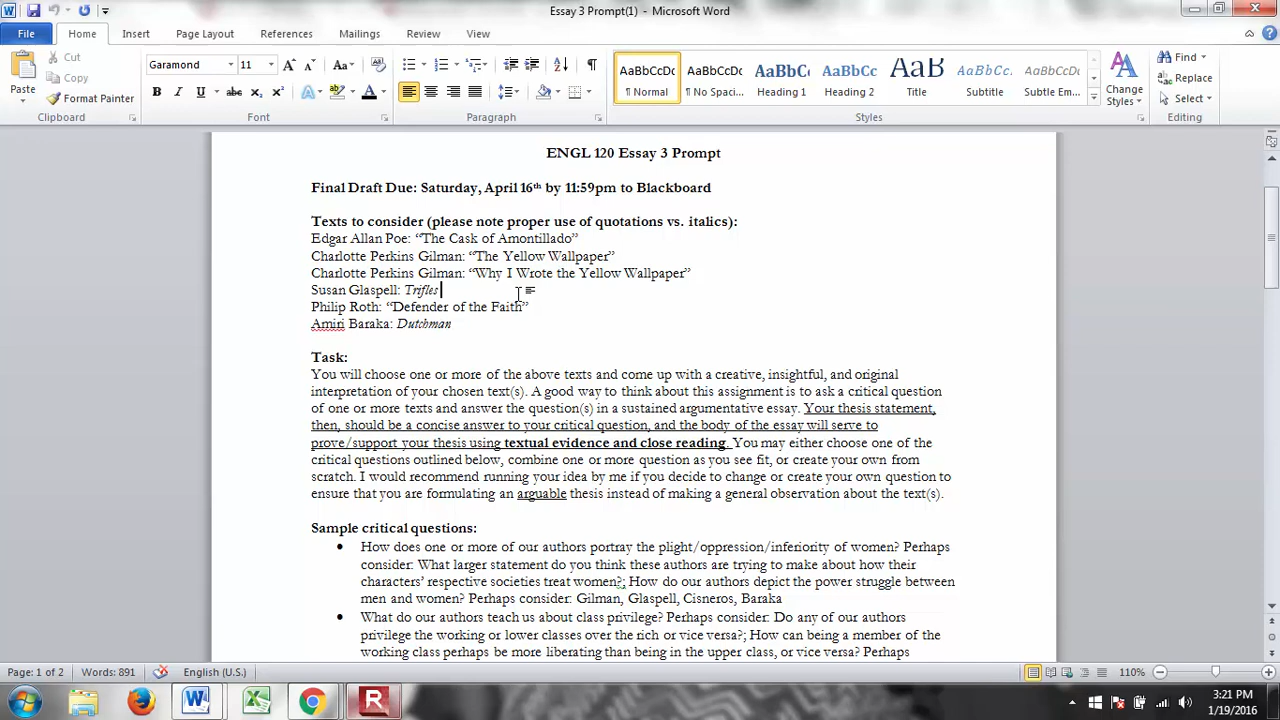 Essay 3 Prompt(1) - Microsoft Word
File Home Insert Page Layout References Mailings Review View
Cut
Copy
Format Painter
Paste
Clipboard
Garamond 11
Font
Paragraph
AaBbCcDc AaBbCcDc AaBbCc AaBbCc AaB AaBbCcL AaBbCcDc
¶ Normal ¶ No Spaci... Heading 1 Heading 2 Title Subtitle Subtle Em...
Change Styles
Styles
Find
Replace
Select
Editing
ENGL 120 Essay 3 Prompt
Final Draft Due: Saturday, April 16th by 11:59pm to Blackboard
Texts to consider (please note proper use of quotations vs. italics):
Edgar Allan Poe: “The Cask of Amontillado”
Charlotte Perkins Gilman: “The Yellow Wallpaper”
Charlotte Perkins Gilman: “Why I Wrote the Yellow Wallpaper”
Susan Glaspell: Trifles
Philip Roth: “Defender of the Faith”
Amiri Baraka: Dutchman
Task:
You will choose one or more of the above texts and come up with a creative, insightful, and original
interpretation of your chosen text(s). A good way to think about this assignment is to ask a critical question
of one or more texts and answer the question(s) in a sustained argumentative essay. Your thesis statement,
then, should be a concise answer to your critical question, and the body of the essay will serve to
prove/support your thesis using textual evidence and close reading. You may either choose one of the
critical questions outlined below, combine one or more question as you see fit, or create your own from
scratch. I would recommend running your idea by me if you decide to change or create your own question to
ensure that you are formulating an arguable thesis instead of making a general observation about the text(s).
Sample critical questions:
• How does one or more of our authors portray the plight/oppression/inferiority of women? Perhaps
consider: What larger statement do you think these authors are trying to make about how their
characters’ respective societies treat women?; How do our authors depict the power struggle between
men and women? Perhaps consider: Gilman, Glaspell, Cisneros, Baraka
• What do our authors teach us about class privilege? Perhaps consider: Do any of our authors
privilege the working or lower classes over the rich or vice versa?; How can being a member of the
working class perhaps be more liberating than being in the upper class, or vice versa? Perhaps
Page: 1 of 2 Words: 891 English (U.S.) 110%
3:21 PM
1/19/2016